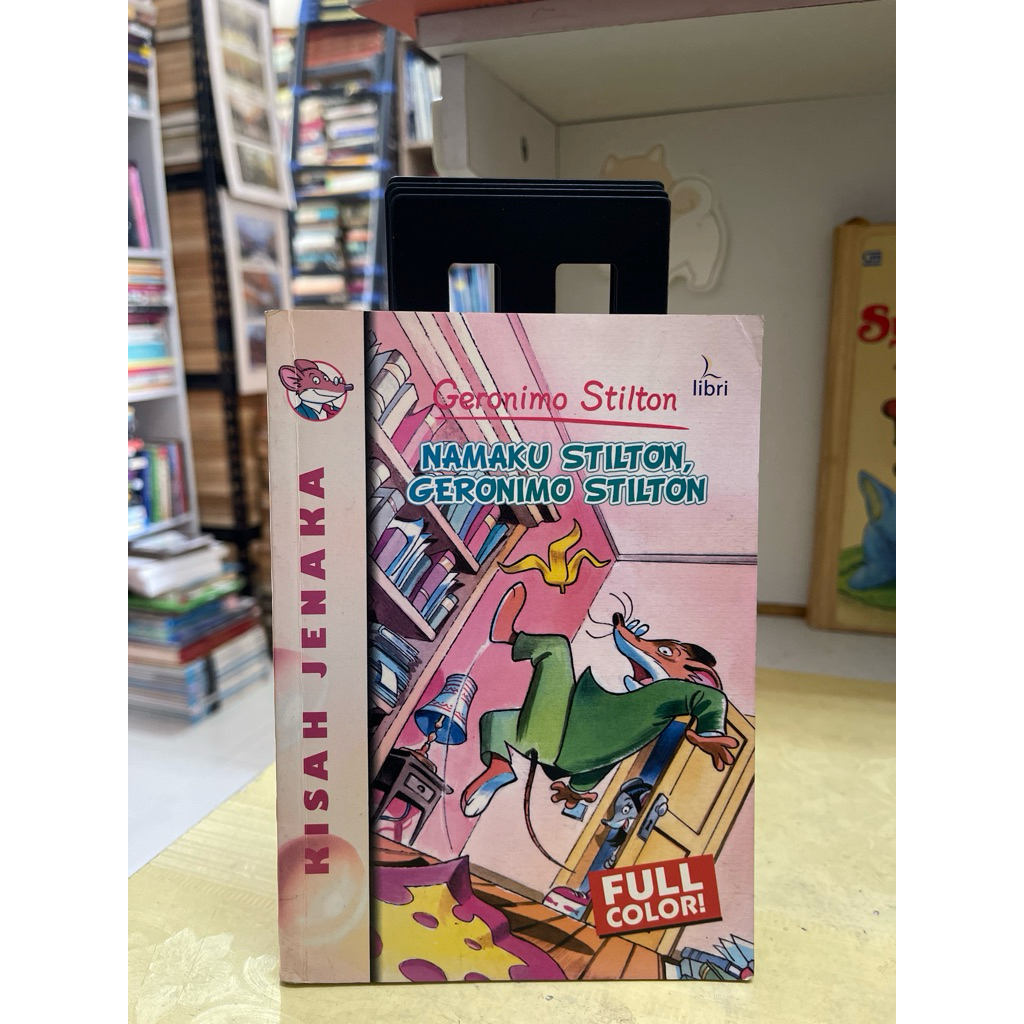 Geronimo Stilton
libri
NAMAKU STILTON,
GERONIMO STILTON
KISAH JENAKA
FULL
COLOR!